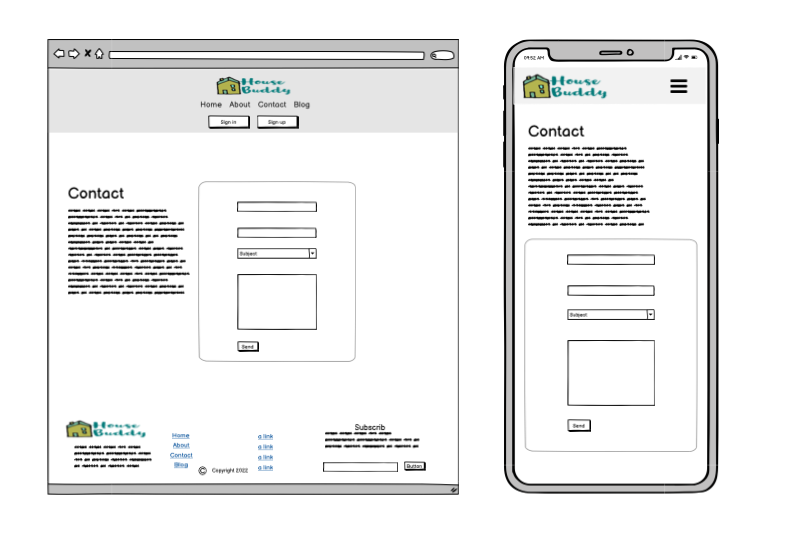 House
Buddy
Home About Contact Blog
Sign in Sign up
Contact
Subject
Send
House
Buddy
Home
About
Contact
Blog
© Copyright 2022
a link
a link
a link
a link
Subscrib
Button
09:52 AM
House
Buddy
Contact
Subject
Send